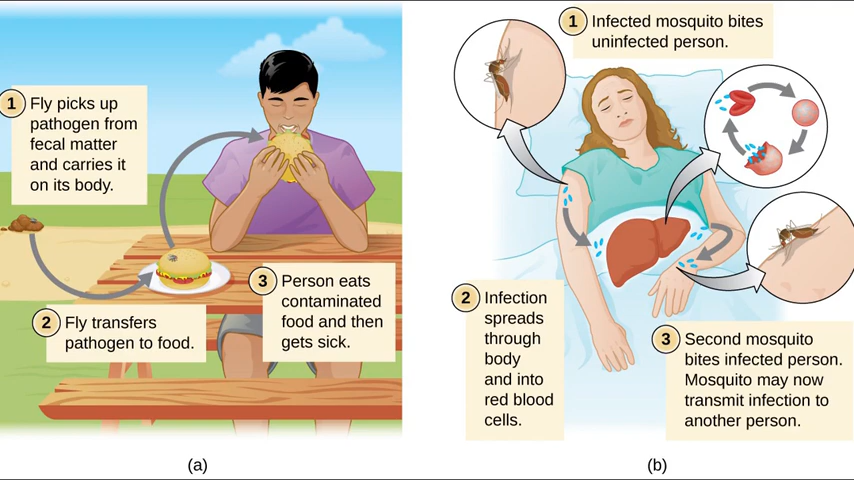 1 Fly picks up
pathogen from
fecal matter
and carries it
on its body.
2 Fly transfers
pathogen to food.
3 Person eats
contaminated
food and then
gets sick.
(a)
1 Infected mosquito bites
uninfected person.
2 Infection
spreads
through
body
and into
red blood
cells.
3 Second mosquito
bites infected person.
Mosquito may now
transmit infection to
another person.
(b)